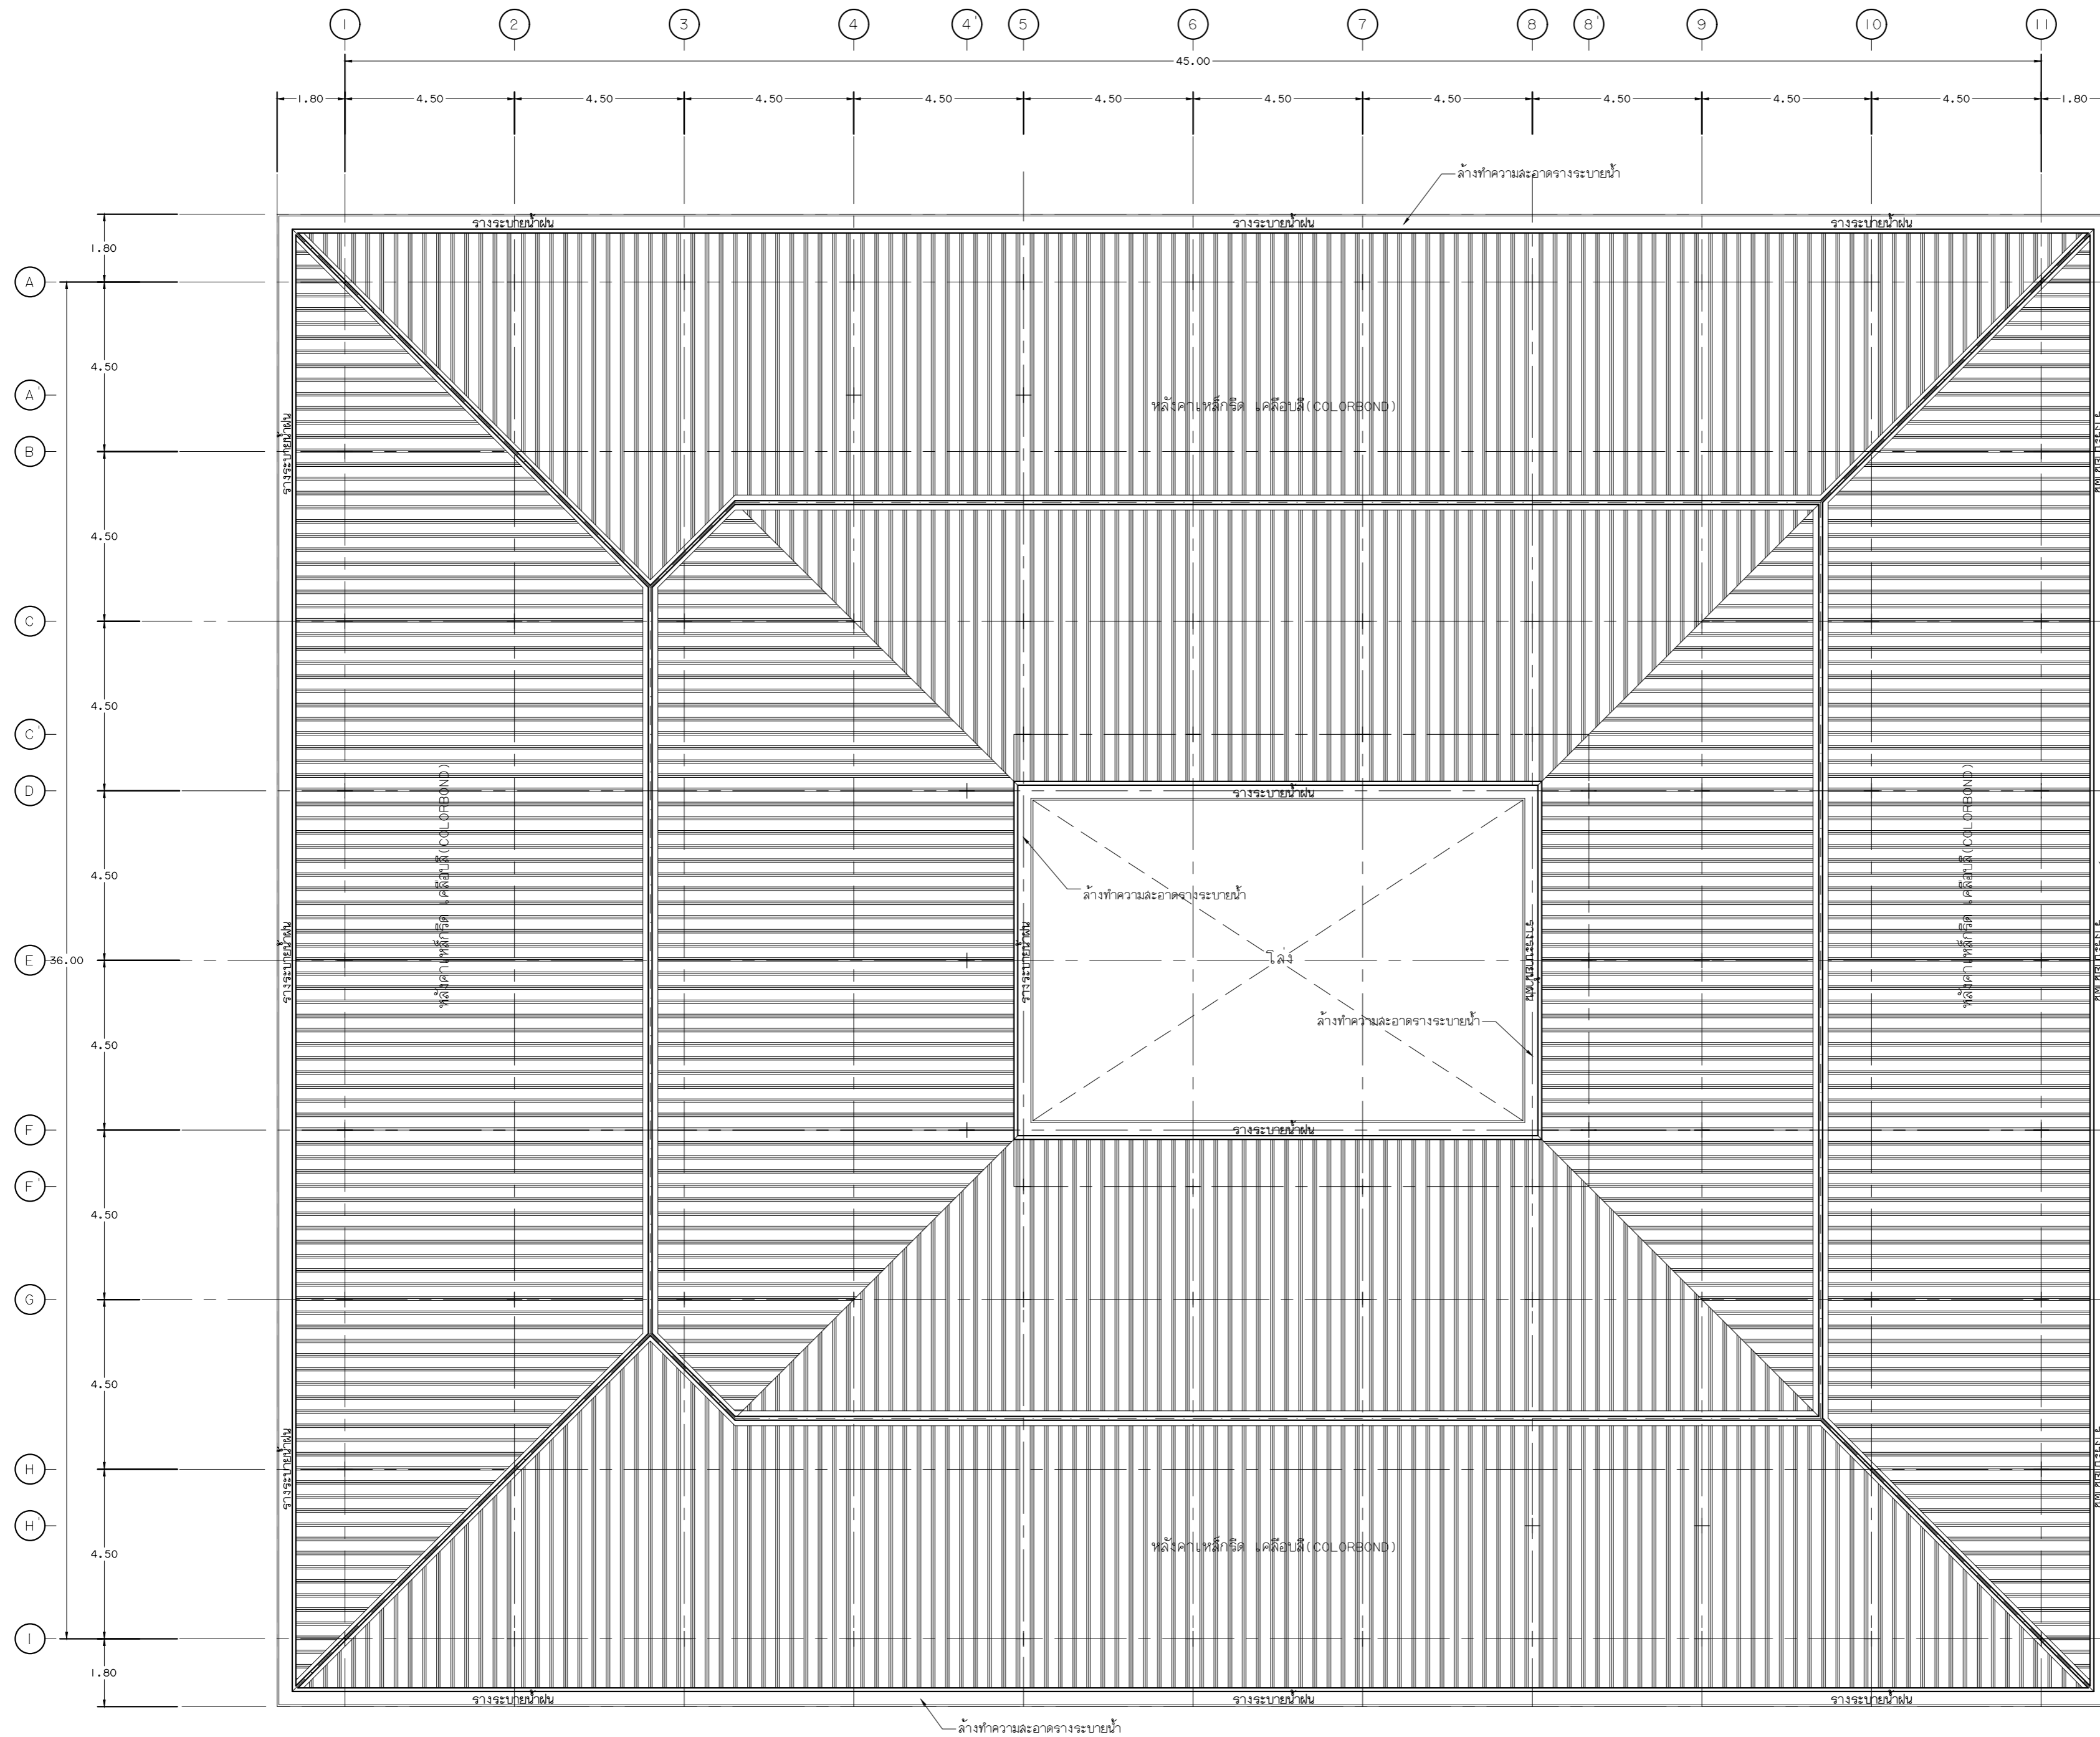 1 2 3 4 4' 5 6 7 8 8' 9 10 11
45.00
1.80 4.50 4.50 4.50 4.50 4.50 4.50 4.50 4.50 4.50 4.50 1.80
ล้างทำความสะอาดรางระบายน้ำ
รางระบายน้ำฝน รางระบายน้ำฝน รางระบายน้ำฝน
1.80
A
4.50
A'
หลังคาเหล็กรีด เคลือบสี(COLORBOND)
รางระบายน้ำฝน
B
4.50
C
4.50
C'
D
รางระบายน้ำฝน
หลังคาเหล็กรีด เคลือบสี(COLORBOND)
หลังคาเหล็กรีด เคลือบสี(COLORBOND)
4.50
ล้างทำความสะอาดรางระบายน้ำ
รางระบายน้ำฝน
รางระบายน้ำฝน
รางระบายน้ำฝน
E
36.00
โล่ง
ล้างทำความสะอาดรางระบายน้ำ
4.50
F
รางระบายน้ำฝน
F'
4.50
G
4.50
รางระบายน้ำฝน
H
H'
หลังคาเหล็กรีด เคลือบสี(COLORBOND)
4.50
I
1.80
รางระบายน้ำฝน รางระบายน้ำฝน รางระบายน้ำฝน
ล้างทำความสะอาดรางระบายน้ำ